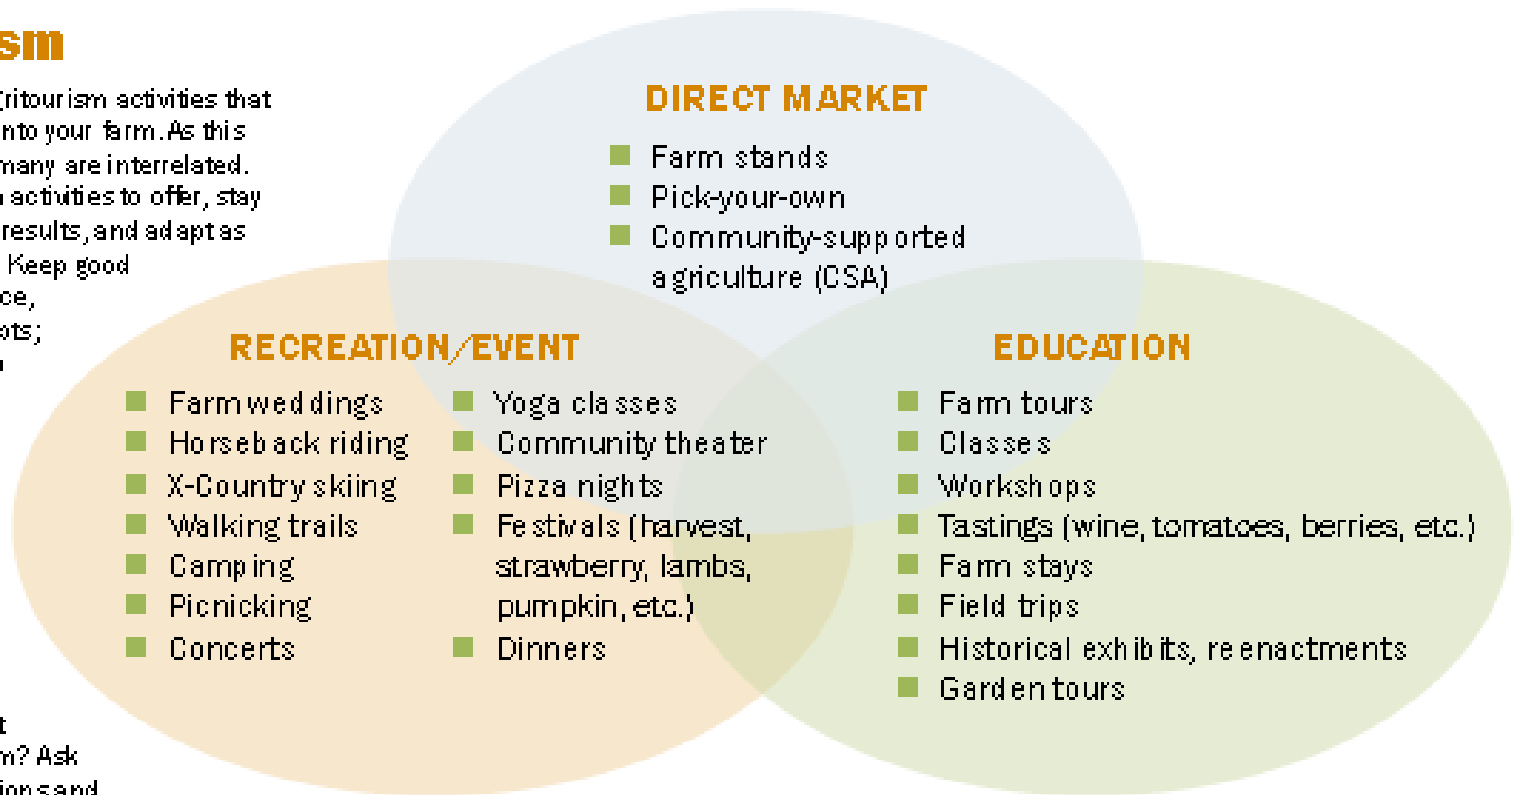 sm
ritourism activities that
nto your farm. As this
many are interrelated.
activities to offer, stay
results, and adapt as
Keep good
ce,
ots;
t
m? Ask
ions and
DIRECT MARKET
Farm stands
Pick-your-own
Community-supported
agriculture (CSA)
RECREATION/EVENT
Farm weddings
Horseback riding
X-Country skiing
Walking trails
Camping
Picnicking
Concerts
Yoga classes
Community theater
Pizza nights
Festivals (harvest,
strawberry, lambs,
pumpkin, etc.)
Dinners
EDUCATION
Farm tours
Classes
Workshops
Tastings (wine, tomatoes, berries, etc.)
Farm stays
Field trips
Historical exhibits, reenactments
Garden tours